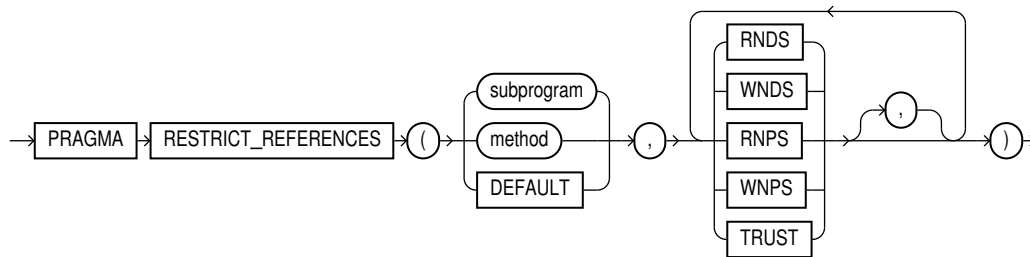 RNDS
subprogram
WNDS
,
PRAGMA RESTRICT_REFERENCES ( method , RNPS )
DEFAULT
WNPS
TRUST